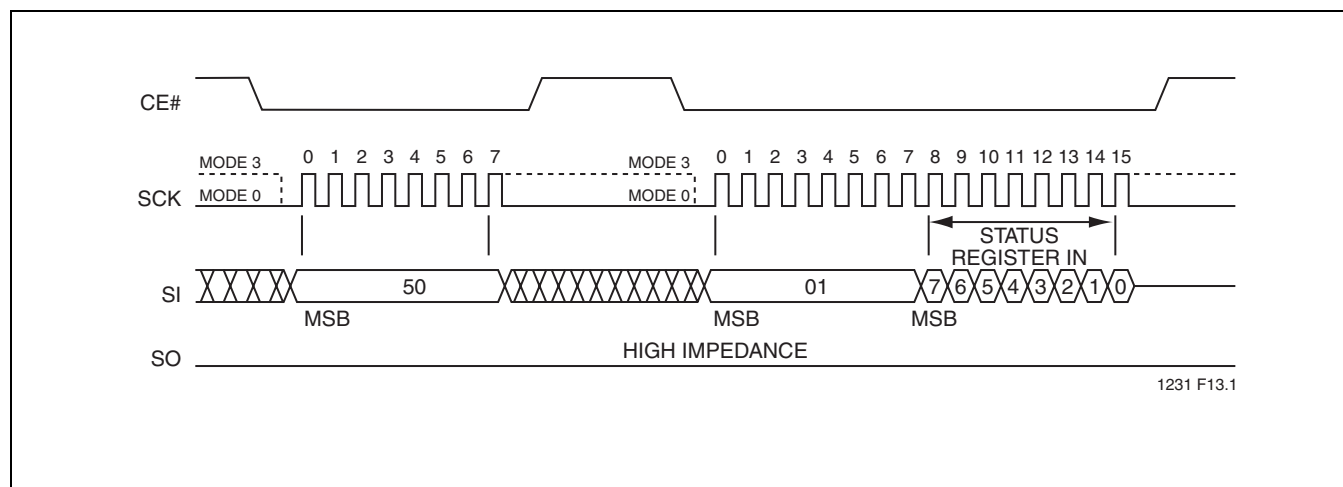 CE#
MODE 3 0 1 2 3 4 5 6 7 MODE 3 0 1 2 3 4 5 6 7 8 9 10 11 12 13 14 15
SCK MODE 0 MODE 0
STATUS
REGISTER IN
SI 50 01 7 6 5 4 3 2 1 0
MSB MSB MSB
SO HIGH IMPEDANCE
1231 F13.1